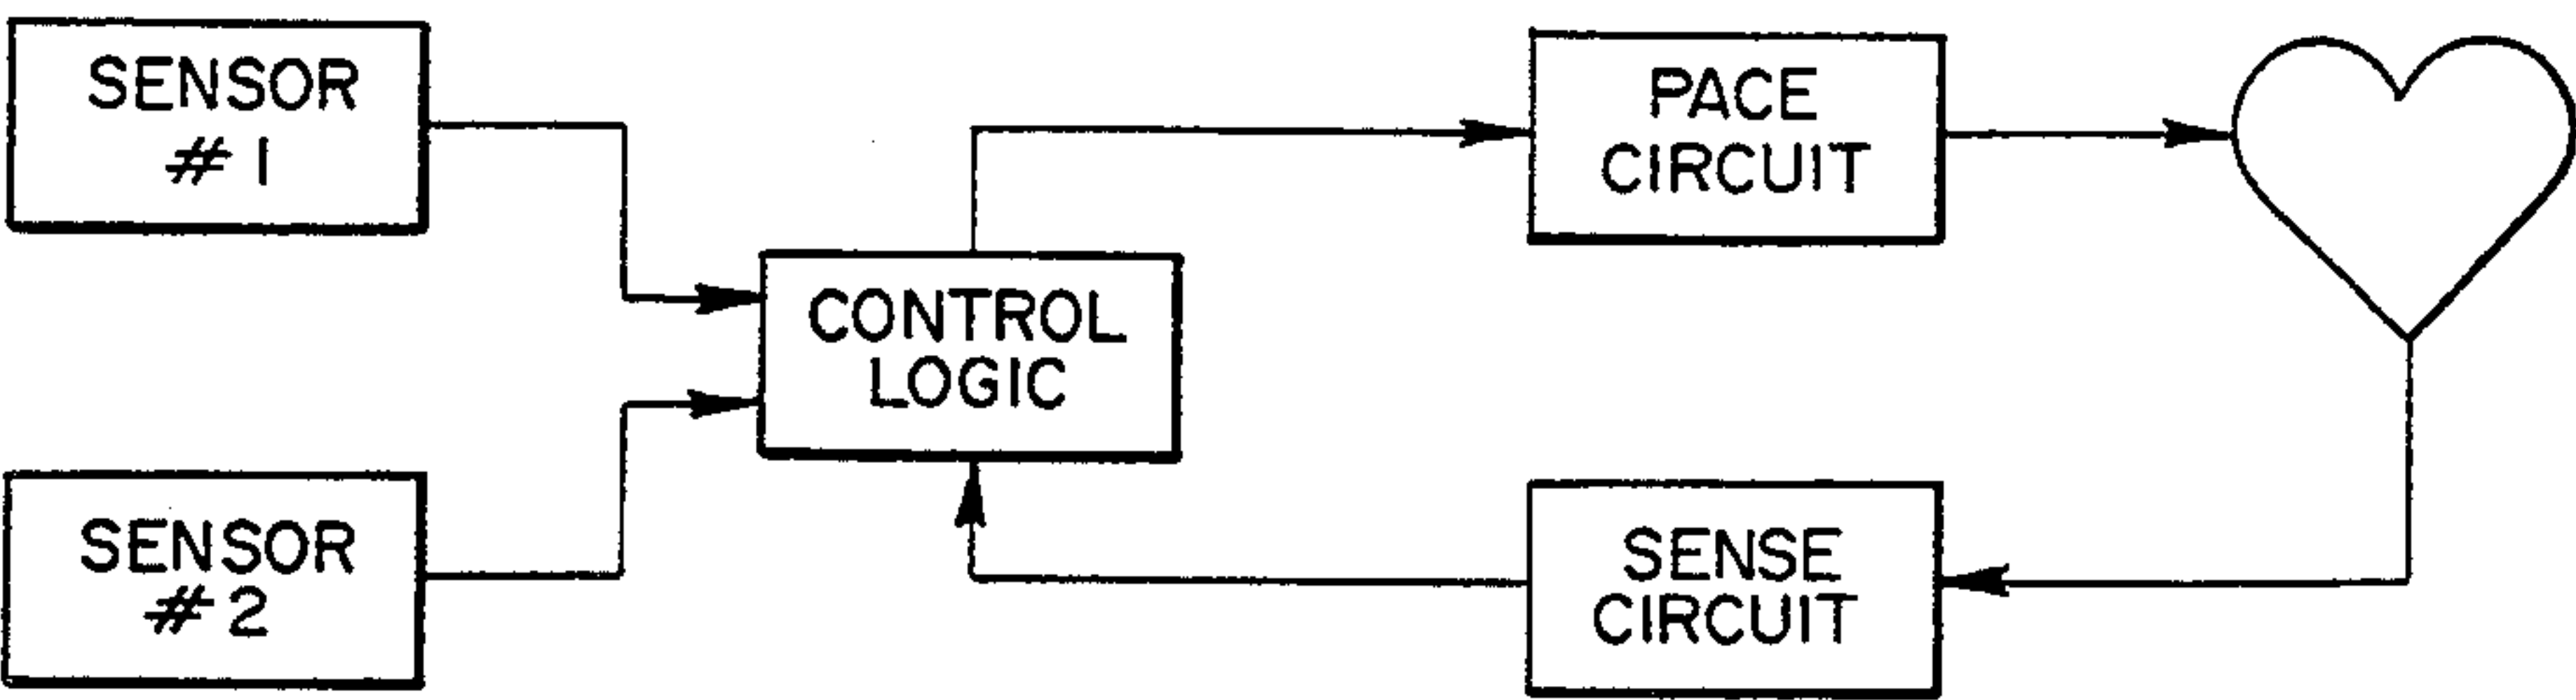 SENSOR
#1
PACE
CIRCUIT
CONTROL
LOGIC
SENSOR
#2
SENSE
CIRCUIT